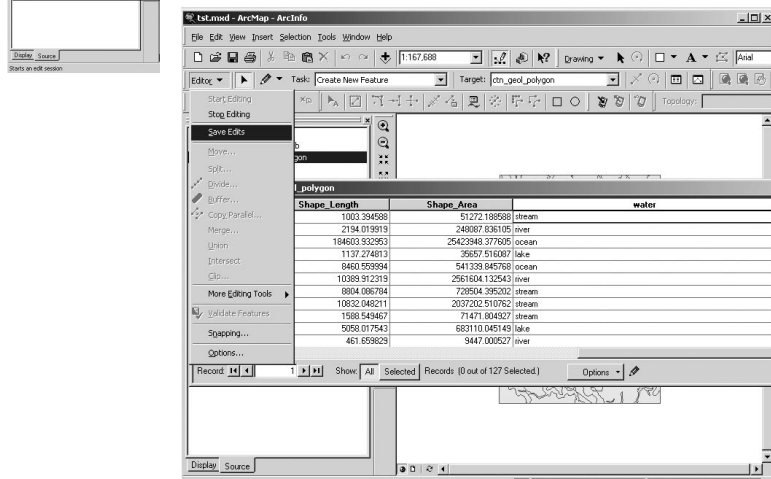 Display Source
Starts an edit session
tst.mxd - ArcMap - ArcInfo
File Edit View Insert Selection Tools Window Help
1:167,688 Drawing A Arial
Editor Task: Create New Feature Target: ctn_geol_polygon
Start Editing
Stop Editing
Save Edits
Move...
Split...
Divide...
Buffer...
Copy Parallel...
Merge...
Union
Intersect
Clip...
More Editing Tools
Validate Features
Snapping...
Options...
Topology:
b
gon
l_polygon
Shape_Length Shape_Area water
1003.394588 51272.188588 stream
2194.019919 248087.836105 river
184603.932953 25423948.377605 ocean
1137.274813 35657.516087 lake
8460.559994 541339.845768 ocean
10389.912319 2561604.132543 river
8804.086784 728504.395202 stream
10832.048211 2037202.510762 stream
1588.549467 71471.804927 stream
5058.017543 683110.045149 lake
461.659829 9447.000527 river
Record: 1 Show: All Selected Records (0 out of 127 Selected.) Options
Display Source